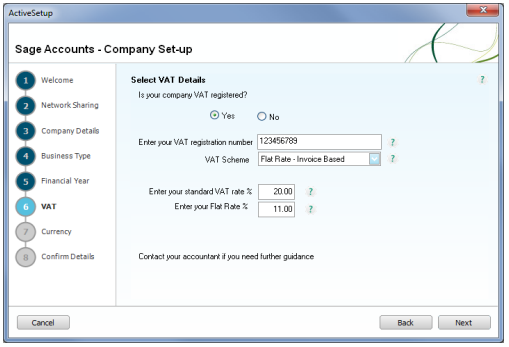 ActiveSetup
Sage Accounts - Company Set-up
1 Welcome
2 Network Sharing
3 Company Details
4 Business Type
5 Financial Year
6 VAT
7 Currency
8 Confirm Details
Select VAT Details ?
Is your company VAT registered?
Yes No
Enter your VAT registration number 123456789 ?
VAT Scheme Flat Rate - Invoice Based ?
Enter your standard VAT rate % 20.00 ?
Enter your Flat Rate % 11.00 ?
Contact your accountant if you need further guidance
Cancel Back Next